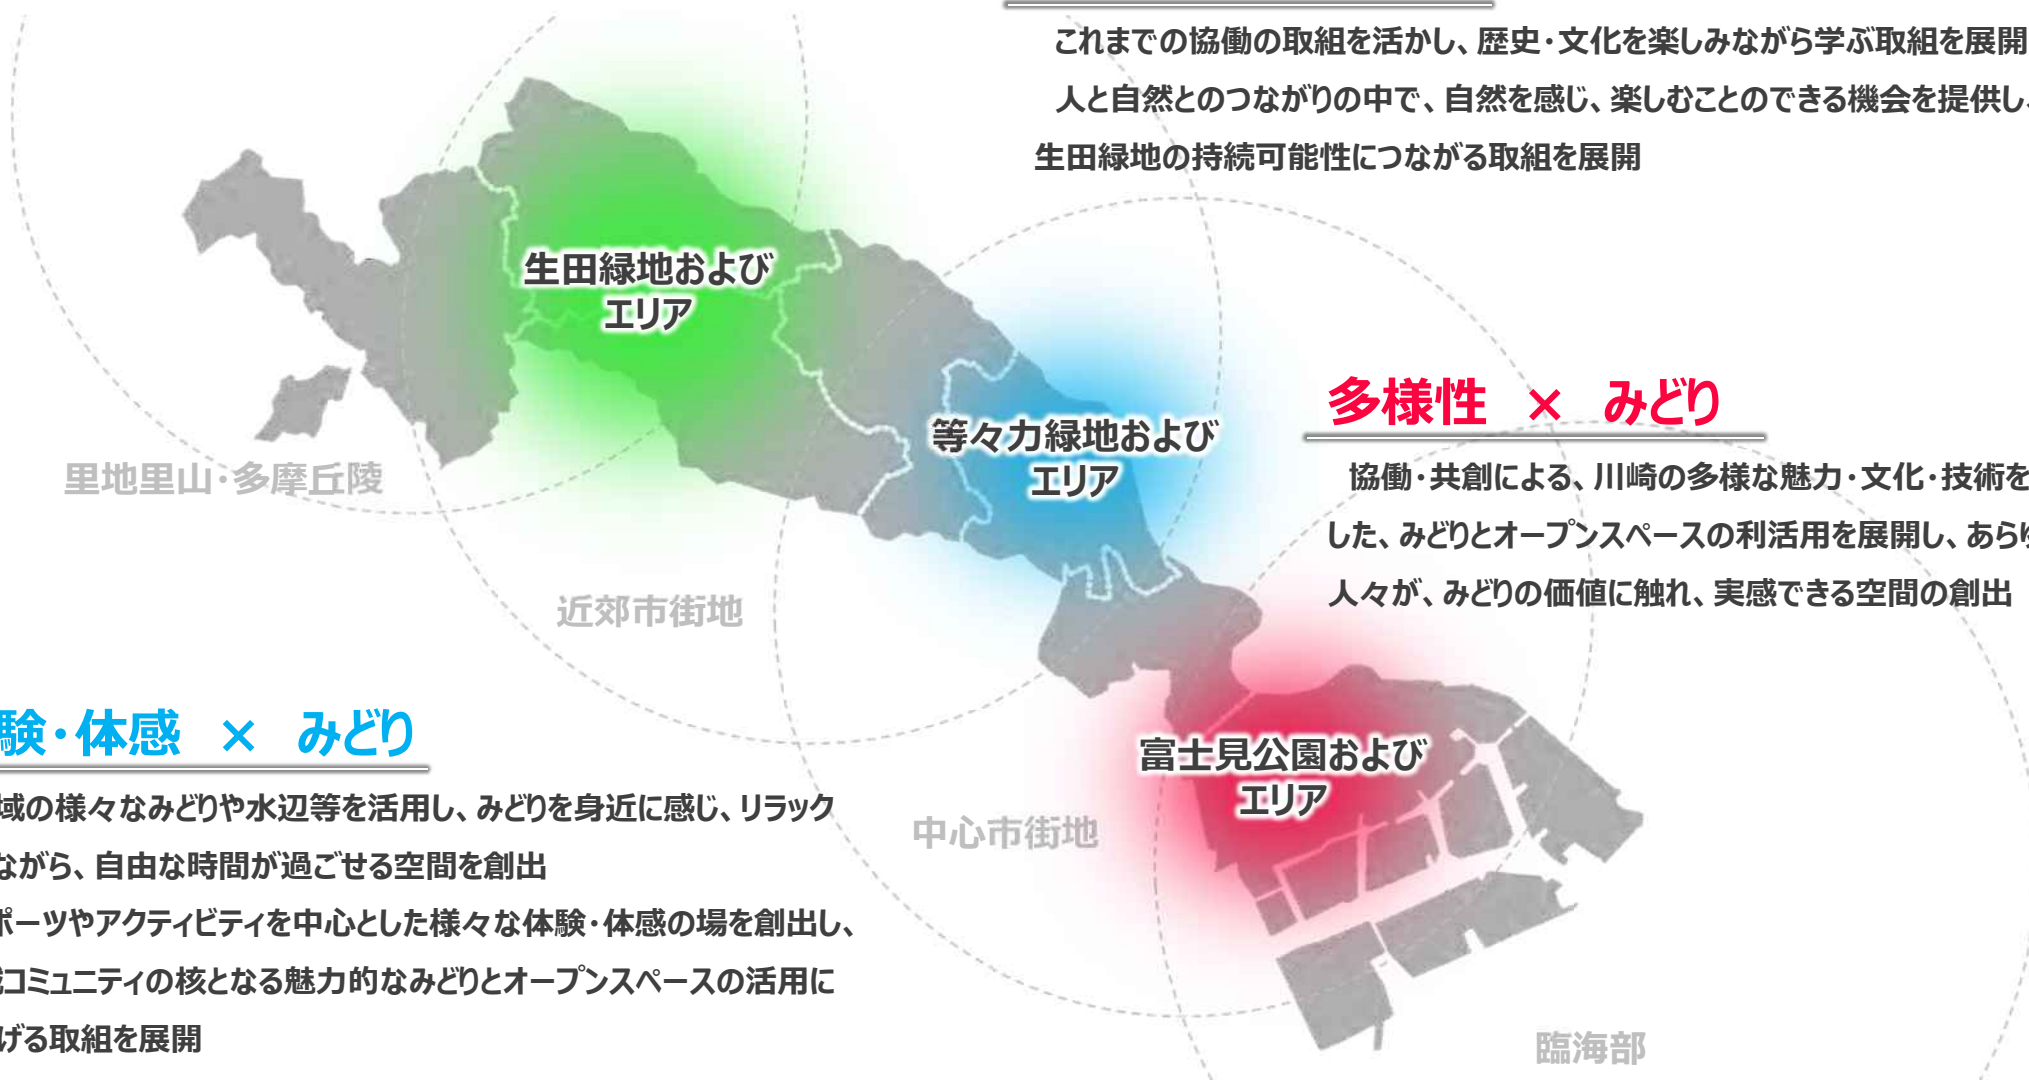 これまでの協働の取組を活かし、歴史・文化を楽しみながら学ぶ取組を展開
人と自然とのつながりの中で、自然を感じ、楽しむことのできる機会を提供し、
生田緑地の持続可能性につながる取組を展開
生田緑地および
エリア
等々力緑地および
エリア
多様性 × みどり
協働・共創による、川崎の多様な魅力・文化・技術を
した、みどりとオープンスペースの利活用を展開し、あらゆ
人々が、みどりの価値に触れ、実感できる空間の創出
里地里山・多摩丘陵
近郊市街地
験・体感 × みどり
域の様々なみどりや水辺等を活用し、みどりを身近に感じ、リラック
ながら、自由な時間が過ごせる空間を創出
ポーツやアクティビティを中心とした様々な体験・体感の場を創出し、
コミュニティの核となる魅力的なみどりとオープンスペースの活用に
げる取組を展開
富士見公園および
エリア
中心市街地
臨海部